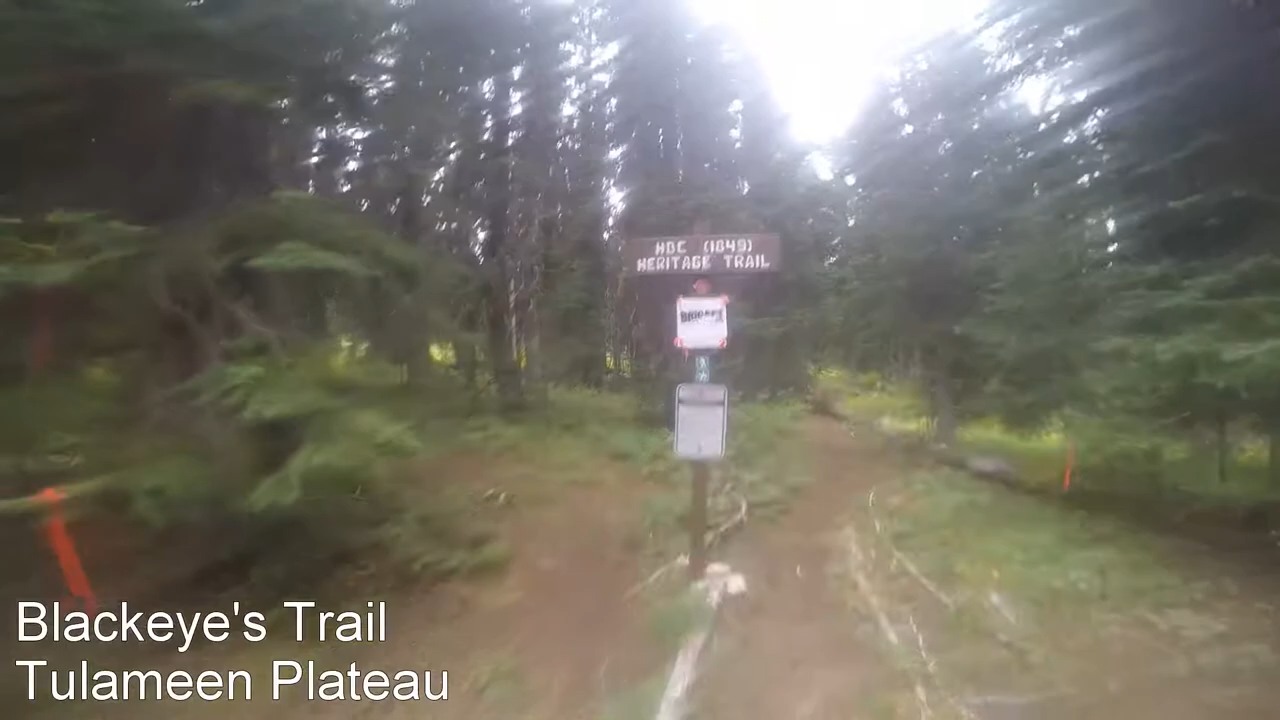 HBC (1849)
HERITAGE TRAIL
Blackeye's Trail
Tulameen Plateau